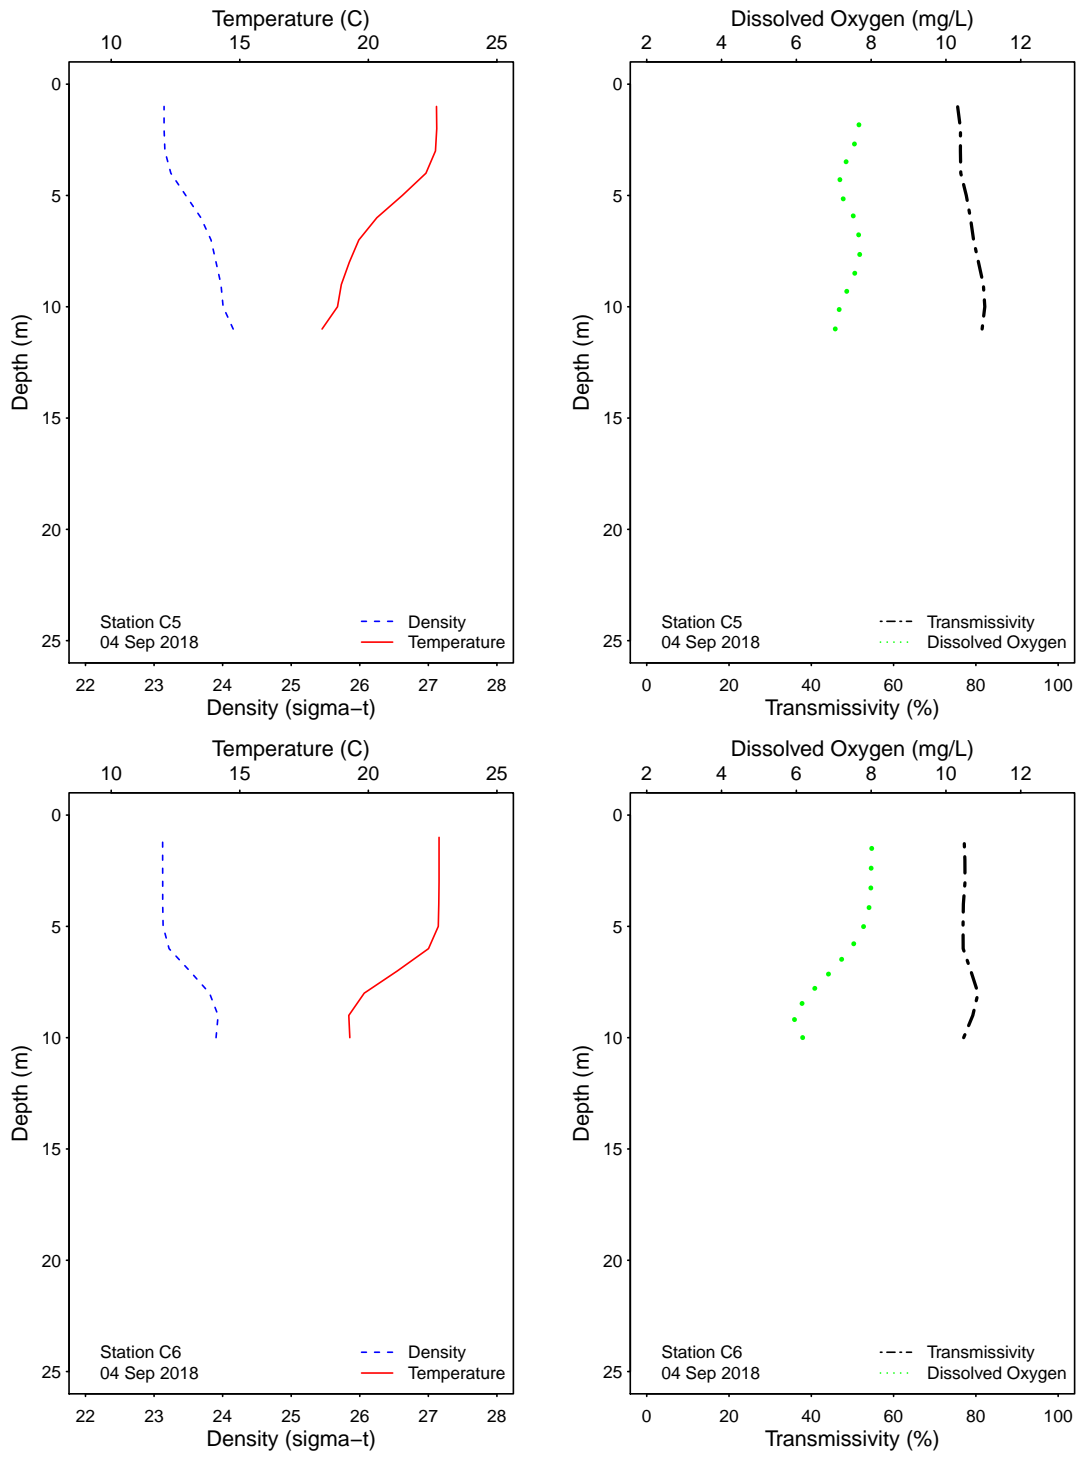 Temperature (C)
10 15 20 25
0
5
10
15
20
25
Depth (m)
Station C5
04 Sep 2018
Density
Temperature
22 23 24 25 26 27 28
Density (sigma−t)
Dissolved Oxygen (mg/L)
2 4 6 8 10 12
0
5
10
15
20
25
Depth (m)
Station C5
04 Sep 2018
Transmissivity
Dissolved Oxygen
0 20 40 60 80 100
Transmissivity (%)
Temperature (C)
10 15 20 25
0
5
10
15
20
25
Depth (m)
Station C6
04 Sep 2018
Density
Temperature
22 23 24 25 26 27 28
Density (sigma−t)
Dissolved Oxygen (mg/L)
2 4 6 8 10 12
0
5
10
15
20
25
Depth (m)
Station C6
04 Sep 2018
Transmissivity
Dissolved Oxygen
0 20 40 60 80 100
Transmissivity (%)